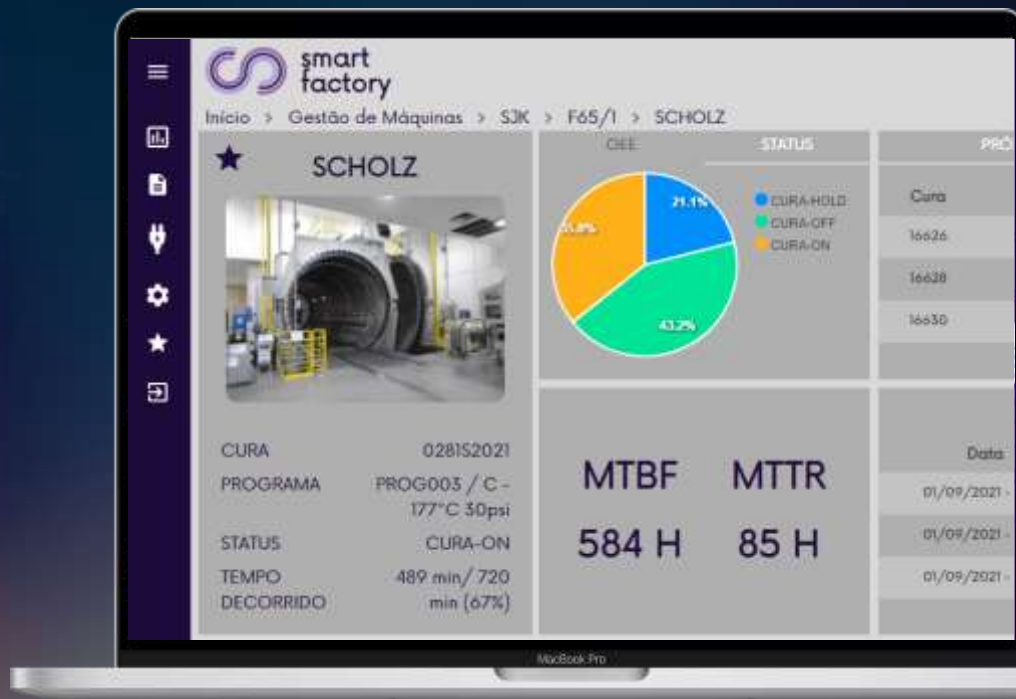 smart
factory
Início > Gestão de Máquinas > SJK > F65/1 > SCHOLZ
SCHOLZ
CURA 0281S2021
PROGRAMA PROG003 / C -
177°C 30psi
STATUS CURA-ON
TEMPO 489 min/ 720
DECORRIDO min (67%)
OEE STATUS
21.1%
43.2%
CURA-HOLD
CURA-OFF
CURA-ON
MTBF MTTR
584 H 85 H
PRÓ
Cura
16626
16628
16630
Data
01/09/2021 -
01/09/2021 -
01/09/2021 -
MacBook Pro